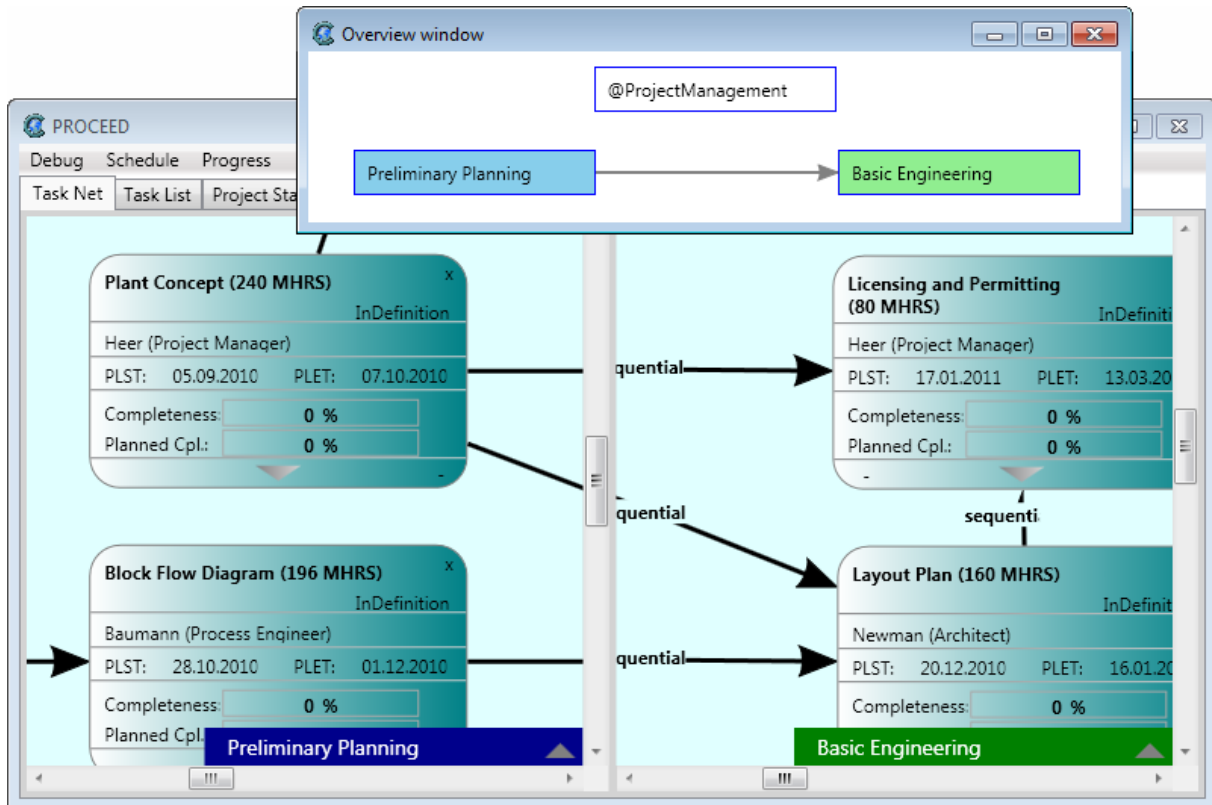 Overview window
@ProjectManagement
Preliminary Planning
Basic Engineering
PROCEED
Debug Schedule Progress
Task Net Task List Project Sta
Plant Concept (240 MHRS) x
InDefinition
Heer (Project Manager)
PLST: 05.09.2010 PLET: 07.10.2010
Completeness: 0 %
Planned Cpl.: 0 %
-
Block Flow Diagram (196 MHRS) x
InDefinition
Baumann (Process Engineer)
PLST: 28.10.2010 PLET: 01.12.2010
Completeness: 0 %
Planned Cpl.
Preliminary Planning
quential
quential
quential
Licensing and Permitting
(80 MHRS)
InDefiniti
Heer (Project Manager)
PLST: 17.01.2011 PLET: 13.03.20
Completeness: 0 %
Planned Cpl.: 0 %
-
sequenti
Layout Plan (160 MHRS)
InDefinit
Newman (Architect)
PLST: 20.12.2010 PLET: 16.01.20
Completeness: 0 %
Basic Engineering